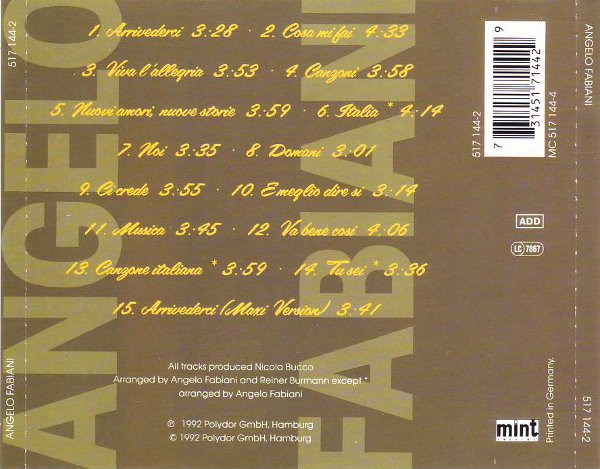 1. Arrivederci 3:28 · 2. Cosa mi fai 4:33
3. Viva l'allegria 3:53 · 4. Canzoni 3:58
5. Nuovi amori, nuove storie 3:59 · 6. Italia * 4:14
7. Noi 3:35 · 8. Domani 3:01
9. Ci crede 3:55 · 10. E meglio dire si 3:14
11. Musica 3:45 · 12. Va bene cosi 4:06
13. Canzone italiana * 3:59 · 14. Tu sei * 3:36
15. Arrivederci (Maxi Version) 3:41
All tracks produced Nicola Bucco
Arranged by Angelo Fabiani and Reiner Burmann except *
arranged by Angelo Fabiani
℗ 1992 Polydor GmbH, Hamburg
© 1992 Polydor GmbH, Hamburg
ANGELO
FABIANI
517 144-2
ANGELO FABIANI
517 144-2
7 31451 71442 9
MC 517 144-4
ADD
LC 7867
mint
Printed in Germany.
ANGELO FABIANI
517 144-2